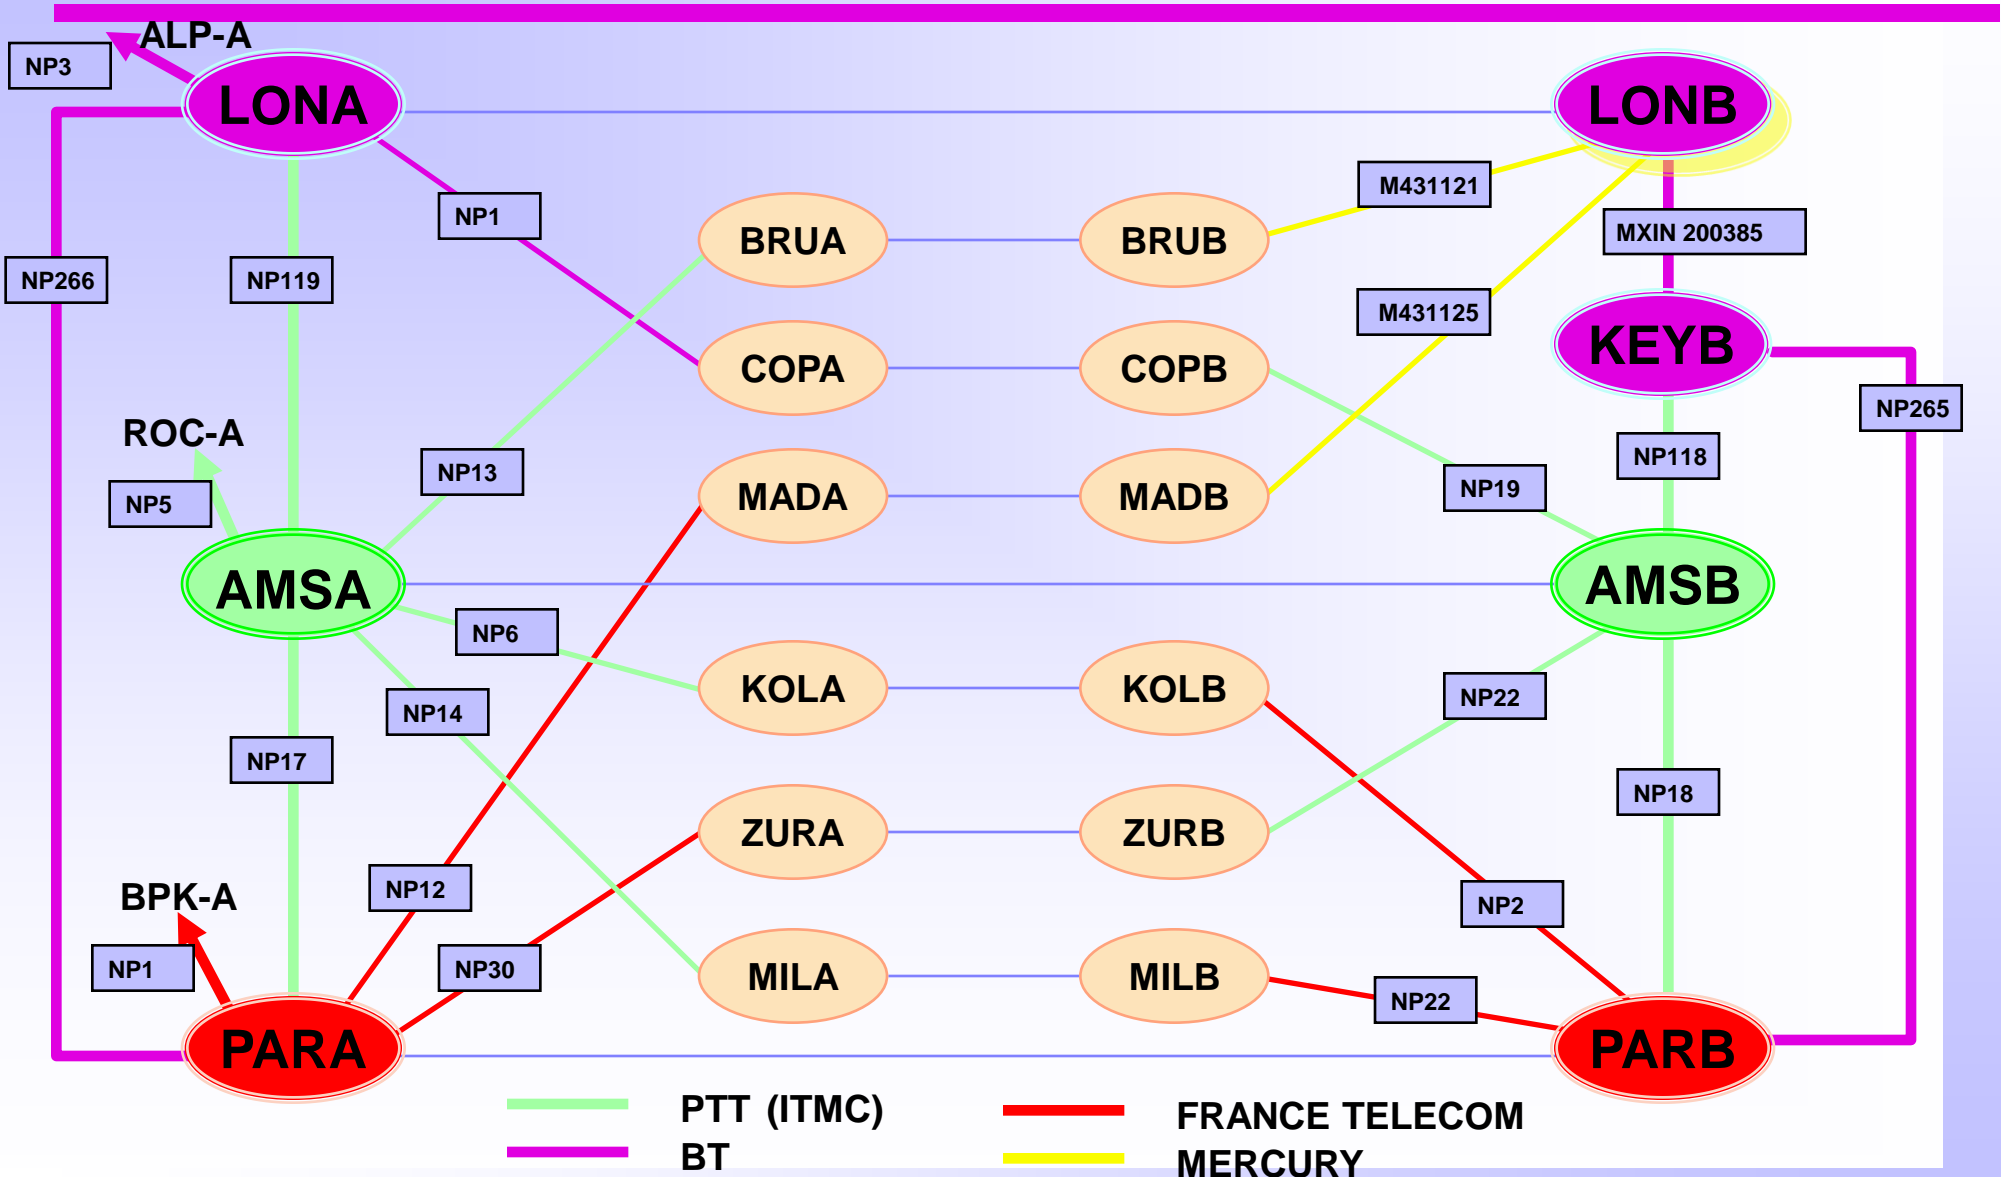 ALP-A
NP3
LONA
LONB
M431121
NP1
BRUA
BRUB
MXIN 200385
NP266
NP119
M431125
KEYB
COPA
COPB
NP265
ROC-A
NP13
NP118
NP5
MADA
MADB
NP19
AMSA
AMSB
NP6
KOLA
KOLB
NP22
NP14
NP17
NP18
ZURA
ZURB
BPK-A
NP12
NP2
NP1
NP30
MILA
MILB
NP22
PARA
PARB
PTT (ITMC)
FRANCE TELECOM
BT
MERCURY